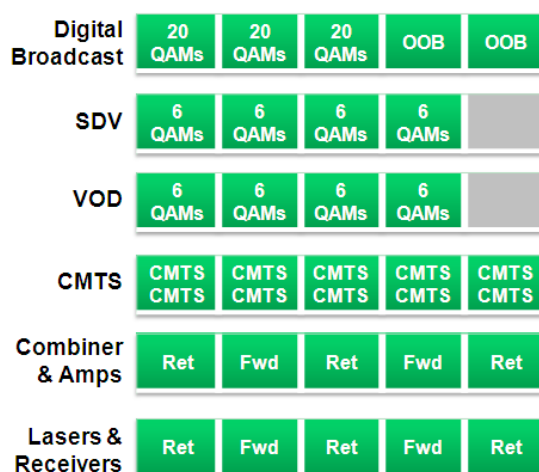 Digital
Broadcast
20 20 20 OOB OOB
QAMs QAMs QAMs
SDV
6 6 6 6
QAMs QAMs QAMs QAMs
VOD
6 6 6 6
QAMs QAMs QAMs QAMs
CMTS
CMTS CMTS CMTS CMTS CMTS
CMTS CMTS CMTS CMTS CMTS
Combiner
& Amps
Ret Fwd Ret Fwd Ret
Lasers &
Receivers
Ret Fwd Ret Fwd Ret